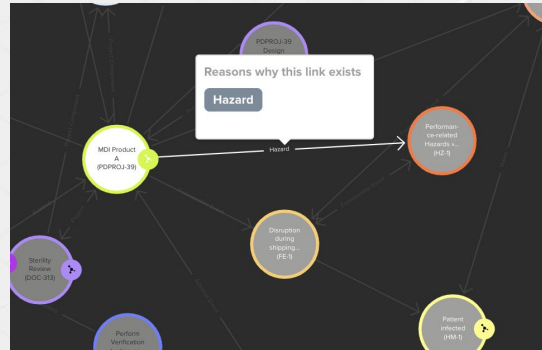 PDPROJ-39
Design
Reasons why this link exists
Hazard
MDI Product
A
(PDPROJ-39)
Hazard
Performan-
ce-related
Hazards »...
(HZ-1)
Disruption
during
shipping...
(FE-1)
Sterility
Review
(DOC-313)
Patient
infected
(HM-1)
Perform
Verification